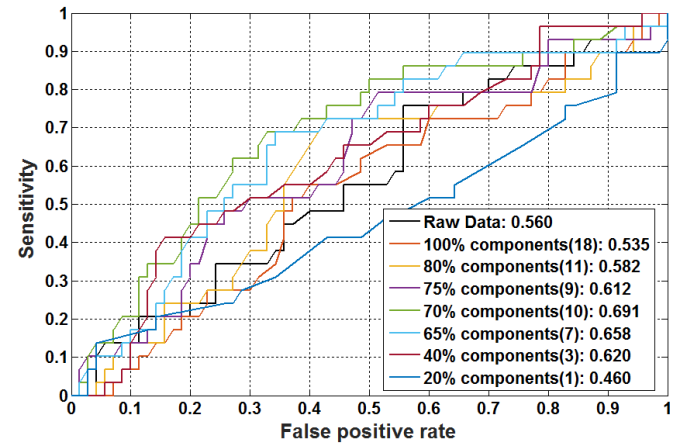 1
0.9
0.8
0.7
0.6
0.5
0.4
0.3
0.2
0.1
0
Sensitivity
Raw Data: 0.560
100% components(18): 0.535
80% components(11): 0.582
75% components(9): 0.612
70% components(10): 0.691
65% components(7): 0.658
40% components(3): 0.620
20% components(1): 0.460
0 0.1 0.2 0.3 0.4 0.5 0.6 0.7 0.8 0.9 1
False positive rate